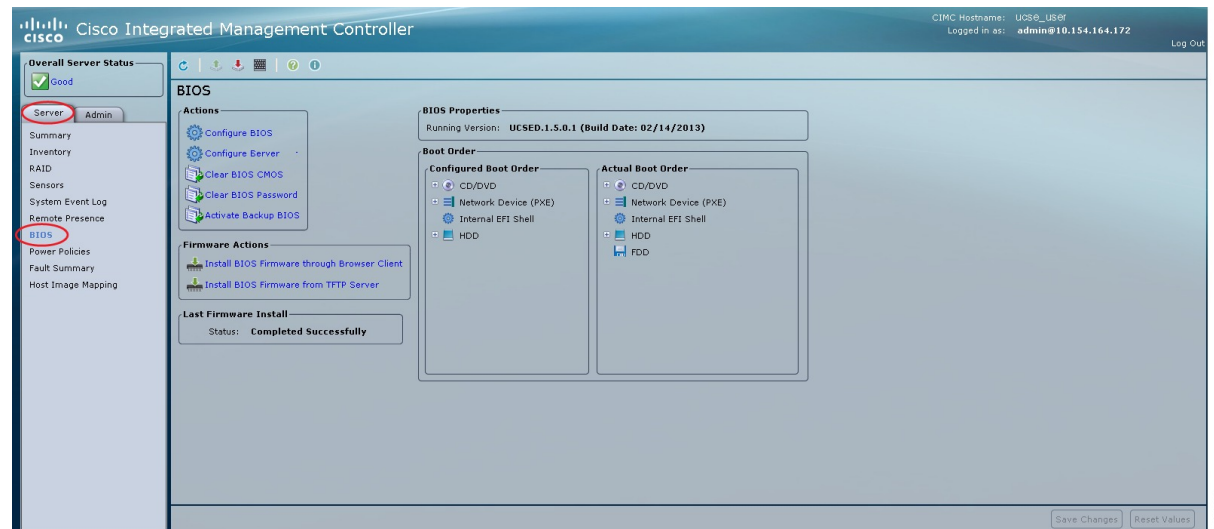 CISCO
Cisco Integrated Management Controller
CIMC Hostname: ucse_user
Logged in as: admin@10.154.164.172
Log Out
Overall Server Status
Good
Server
Admin
Summary
Inventory
RAID
Sensors
System Event Log
Remote Presence
BIOS
Power Policies
Fault Summary
Host Image Mapping
BIOS
Actions
Configure BIOS
Configure Server
Clear BIOS CMOS
Clear BIOS Password
Activate Backup BIOS
Firmware Actions
Install BIOS Firmware through Browser Client
Install BIOS Firmware from TFTP Server
Last Firmware Install
Status: Completed Successfully
BIOS Properties
Running Version: UCSED.1.5.0.1 (Build Date: 02/14/2013)
Boot Order
Configured Boot Order
CD/DVD
Network Device (PXE)
Internal EFI Shell
HDD
Actual Boot Order
CD/DVD
Network Device (PXE)
Internal EFI Shell
HDD
FDD
Save Changes
Reset Values